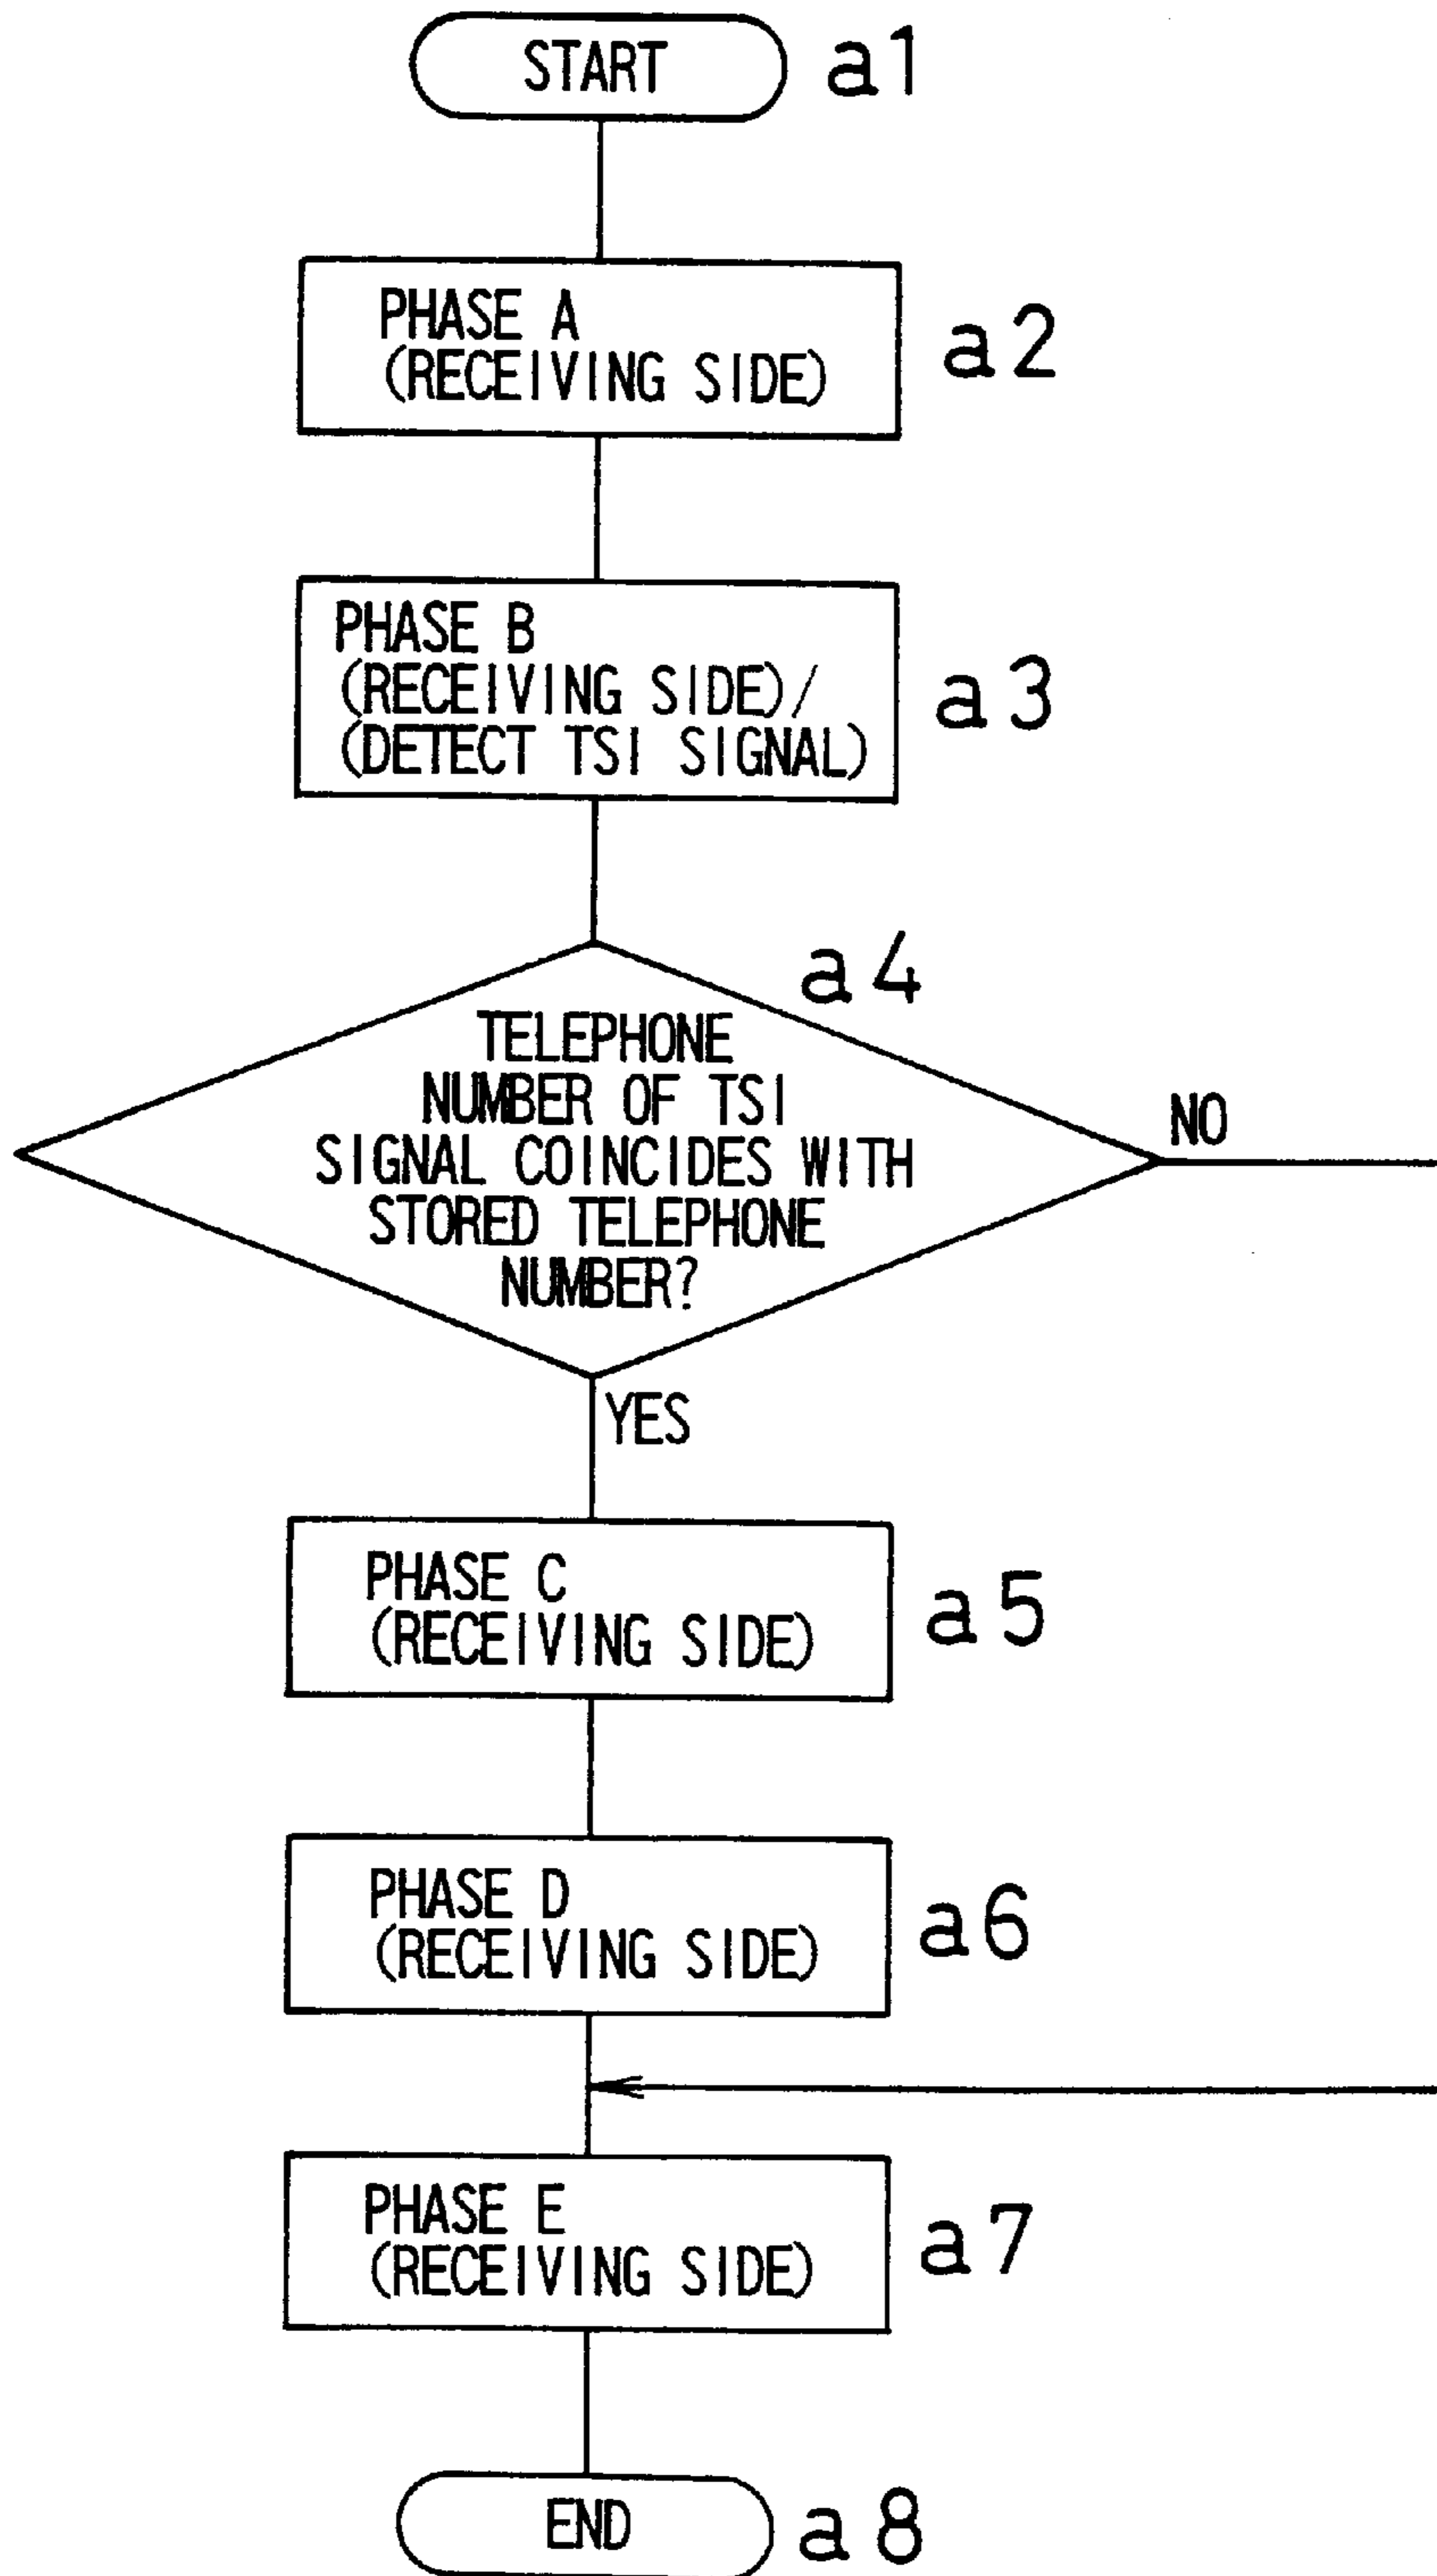 START a1
PHASE A
(RECEIVING SIDE)
a2
PHASE B
(RECEIVING SIDE)/
(DETECT TSI SIGNAL)
a3
a4
TELEPHONE
NUMBER OF TSI
SIGNAL COINCIDES WITH
STORED TELEPHONE
NUMBER?
NO
YES
PHASE C
(RECEIVING SIDE)
a5
PHASE D
(RECEIVING SIDE)
a6
PHASE E
(RECEIVING SIDE)
a7
END a8